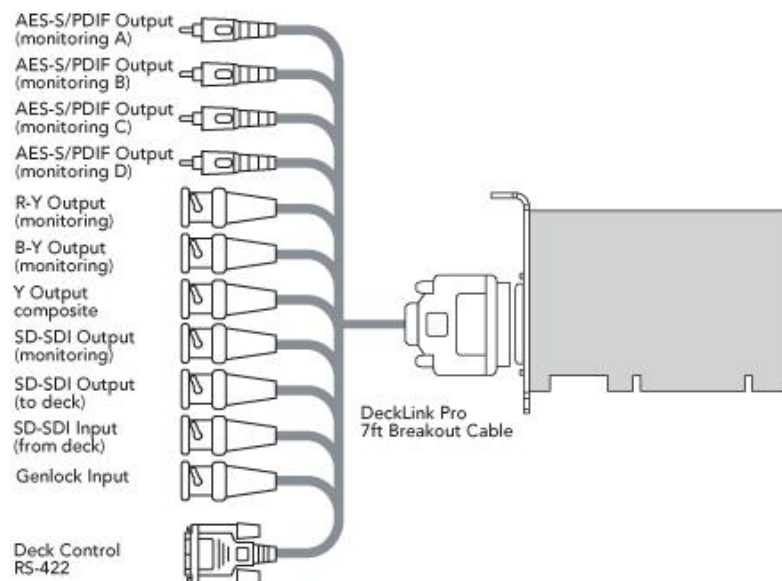 AES-S/PDIF Output
(monitoring A)
AES-S/PDIF Output
(monitoring B)
AES-S/PDIF Output
(monitoring C)
AES-S/PDIF Output
(monitoring D)
R-Y Output
(monitoring)
B-Y Output
(monitoring)
Y Output
composite
SD-SDI Output
(monitoring)
SD-SDI Output
(to deck)
SD-SDI Input
(from deck)
Genlock Input
Deck Control
RS-422
DeckLink Pro
7ft Breakout Cable